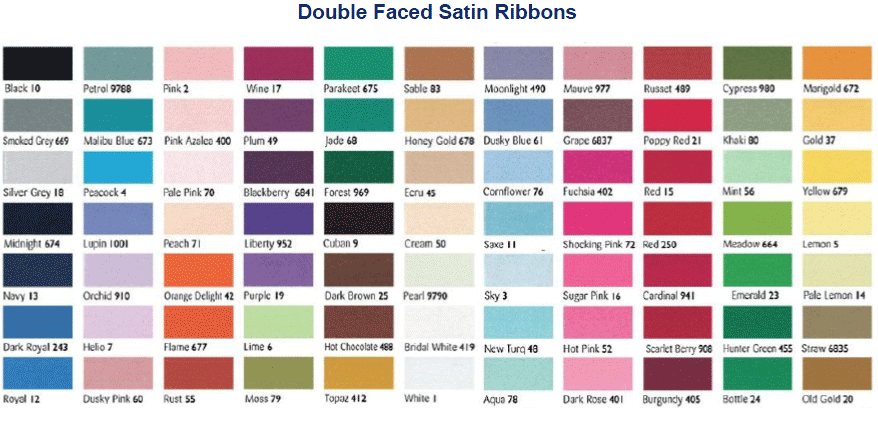 Double Faced Satin Ribbons
Black 10 Petrol 9788 Pink 2 Wine 17 Parakeet 675 Sable 83 Moonlight 490 Mauve 977 Russet 489 Cypress 980 Marigold 672
Smoked Grey 669 Malibu Blue 673 Pink Azalea 400 Plum 49 Jade 68 Honey Gold 678 Dusky Blue 61 Grape 6837 Poppy Red 21 Khaki 80 Gold 37
Silver Grey 18 Peacock 4 Pale Pink 70 Blackberry 6841 Forest 969 Ecru 45 Cornflower 76 Fuchsia 402 Red 15 Mint 56 Yellow 679
Midnight 674 Lupin 1001 Peach 71 Liberty 952 Cuban 9 Cream 50 Saxe 11 Shocking Pink 72 Red 250 Meadow 664 Lemon 5
Navy 13 Orchid 910 Orange Delight 42 Purple 19 Dark Brown 25 Pearl 9790 Sky 3 Sugar Pink 16 Cardinal 941 Emerald 23 Pale Lemon 14
Dark Royal 243 Helio 7 Flame 677 Lime 6 Hot Chocolate 488 Bridal White 419 New Turq 48 Hot Pink 52 Scarlet Berry 908 Hunter Green 455 Straw 6835
Royal 12 Dusky Pink 60 Rust 55 Moss 79 Topaz 412 White 1 Aqua 78 Dark Rose 401 Burgundy 405 Bottle 24 Old Gold 20